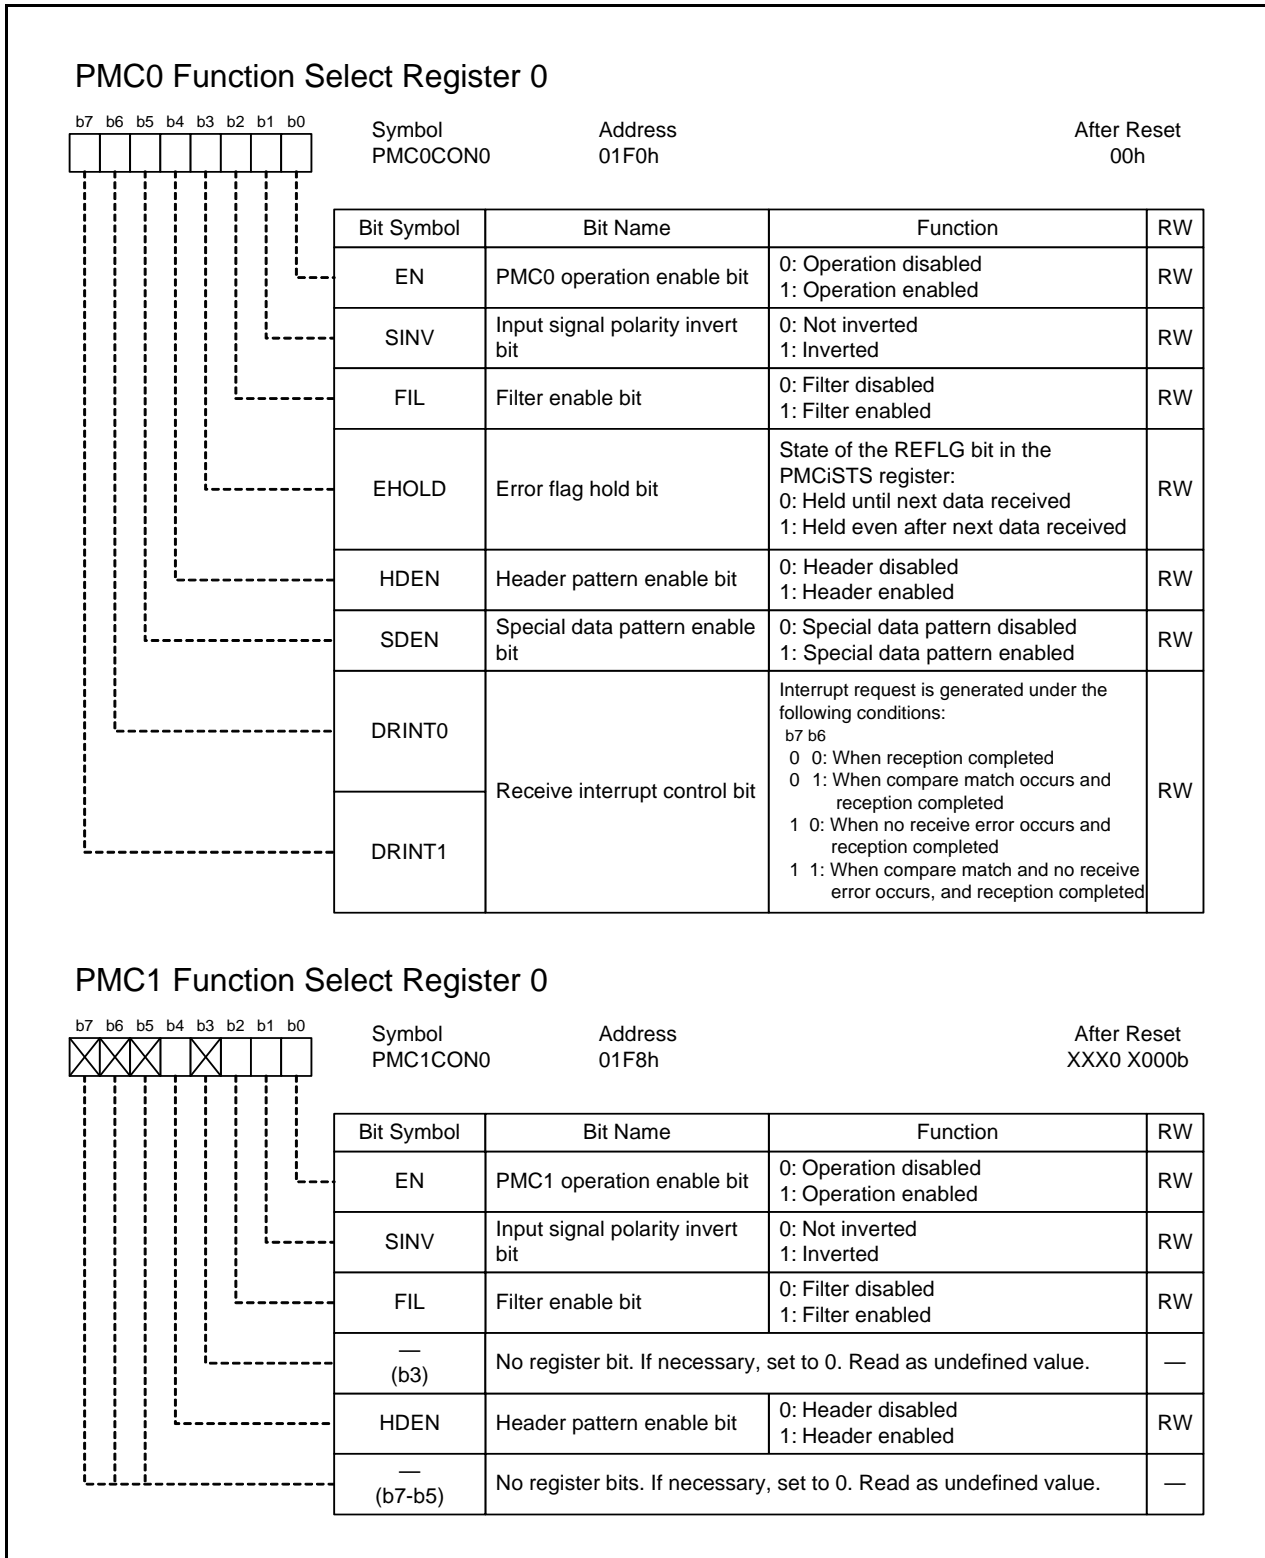 PMC0 Function Select Register 0
b7 b6 b5 b4 b3 b2 b1 b0
Symbol Address After Reset
PMC0CON0 01F0h 00h
Bit Symbol Bit Name Function RW
EN PMC0 operation enable bit 0: Operation disabled RW
1: Operation enabled
SINV Input signal polarity invert bit 0: Not inverted RW
1: Inverted
FIL Filter enable bit 0: Filter disabled RW
1: Filter enabled
EHOLD Error flag hold bit State of the REFLG bit in the RW
PMCiSTS register:
0: Held until next data received
1: Held even after next data received
HDEN Header pattern enable bit 0: Header disabled RW
1: Header enabled
SDEN Special data pattern enable bit 0: Special data pattern disabled RW
1: Special data pattern enabled
DRINT0
DRINT1
Receive interrupt control bit
Interrupt request is generated under the
following conditions:
b7 b6
0 0: When reception completed
0 1: When compare match occurs and
reception completed
1 0: When no receive error occurs and
reception completed
1 1: When compare match and no receive
error occurs, and reception completed
RW
PMC1 Function Select Register 0
b7 b6 b5 b4 b3 b2 b1 b0
Symbol Address After Reset
PMC1CON0 01F8h XXX0 X000b
Bit Symbol Bit Name Function RW
EN PMC1 operation enable bit 0: Operation disabled RW
1: Operation enabled
SINV Input signal polarity invert bit 0: Not inverted RW
1: Inverted
FIL Filter enable bit 0: Filter disabled RW
1: Filter enabled
— (b3) No register bit. If necessary, set to 0. Read as undefined value. —
HDEN Header pattern enable bit 0: Header disabled RW
1: Header enabled
— (b7-b5) No register bits. If necessary, set to 0. Read as undefined value. —